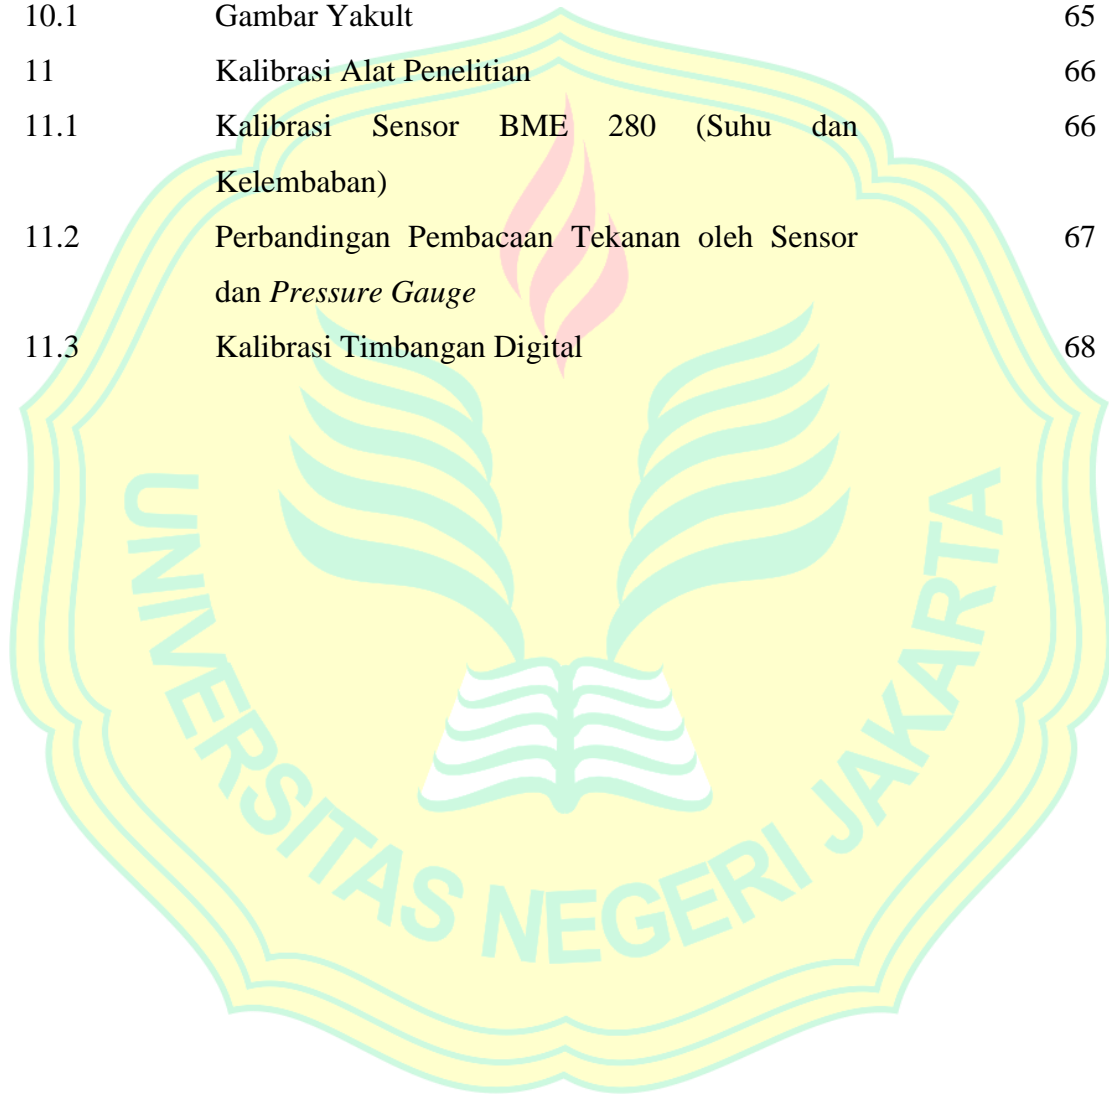 10.1 Gambar Yakult 65
11 Kalibrasi Alat Penelitian 66
11.1 Kalibrasi Sensor BME 280 (Suhu dan 66
Kelembaban)
11.2 Perbandingan Pembacaan Tekanan oleh Sensor 67
dan Pressure Gauge
11.3 Kalibrasi Timbangan Digital 68
UNIVERSITAS NEGERI JAKARTA